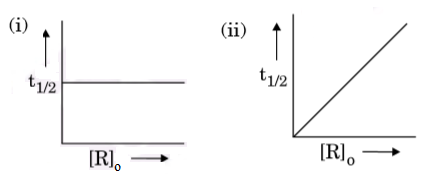 (i)
t1/2
[R]o
(ii)
t1/2
[R]o